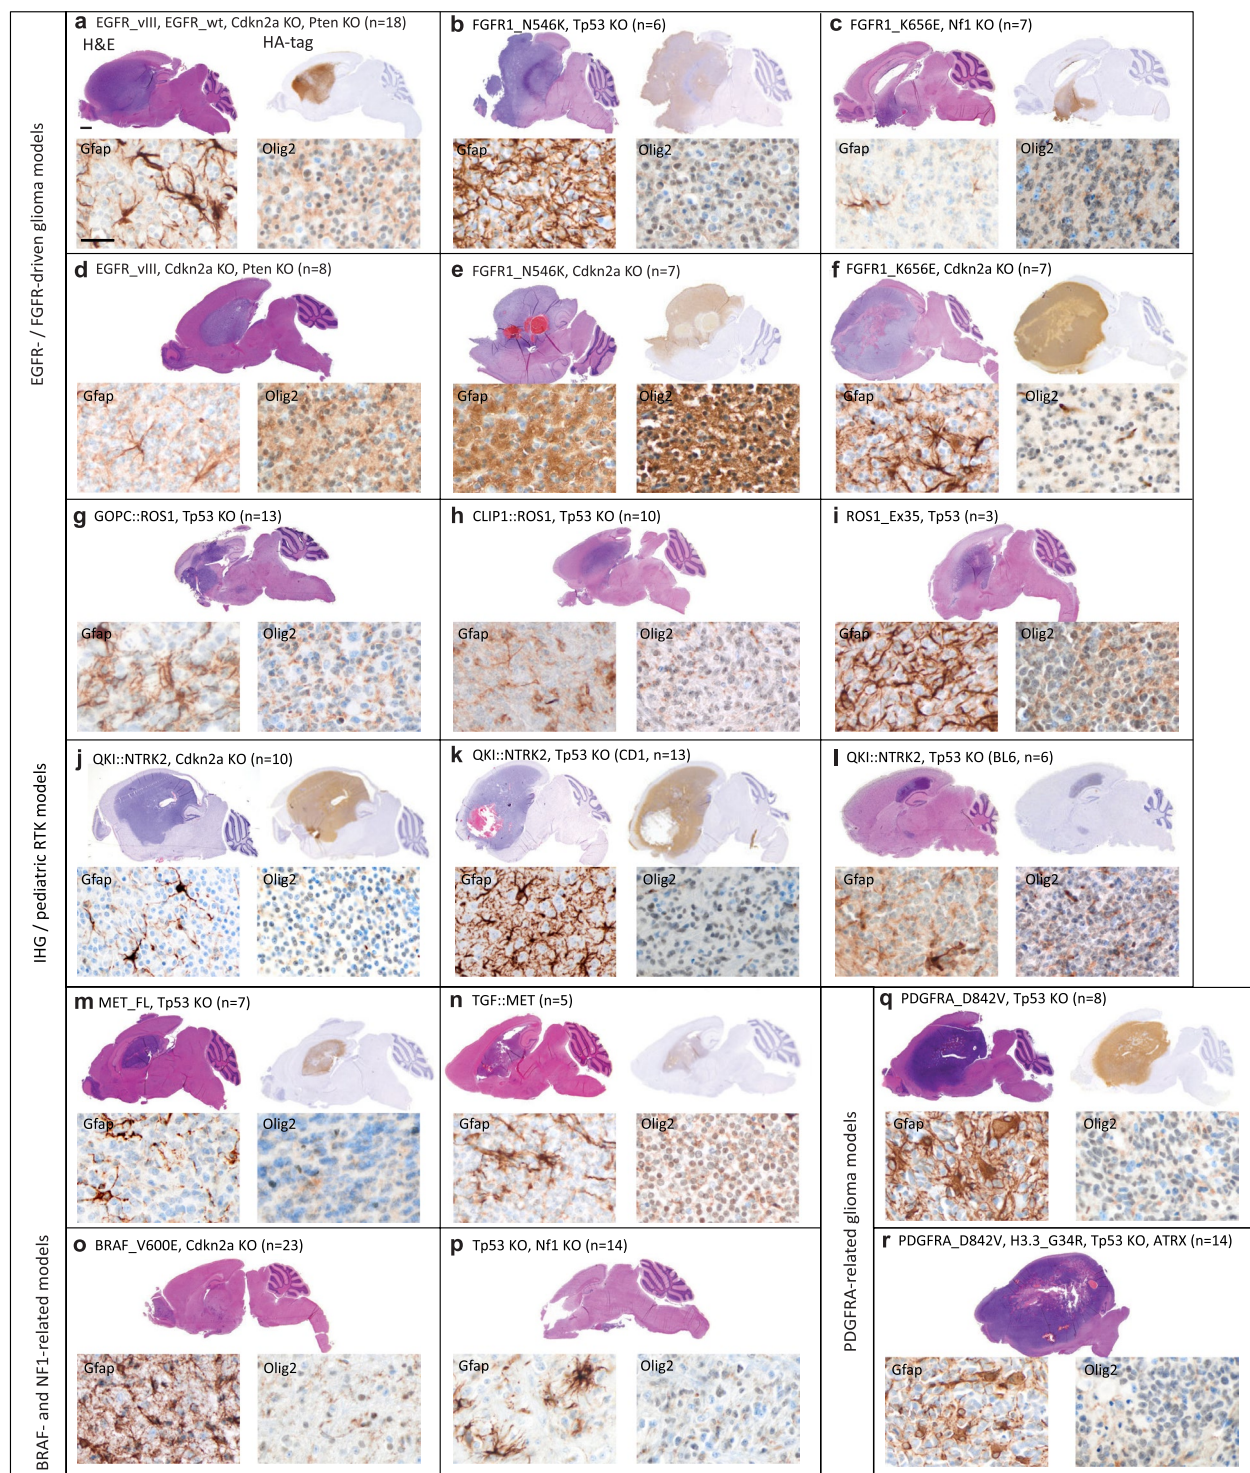 EGFR- / FGFR-driven glioma models
a EGFR_vIII, EGFR_wt, Cdkn2a KO, Pten KO (n=18)
H&E
HA-tag
Gfap
Olig2
b FGFR1_N546K, Tp53 KO (n=6)
Gfap
Olig2
c FGFR1_K656E, Nf1 KO (n=7)
Gfap
Olig2
d EGFR_vIII, Cdkn2a KO, Pten KO (n=8)
Gfap
Olig2
e FGFR1_N546K, Cdkn2a KO (n=7)
Gfap
Olig2
f FGFR1_K656E, Cdkn2a KO (n=7)
Gfap
Olig2
IHG / pediatric RTK models
g GOPC::ROS1, Tp53 KO (n=13)
Gfap
Olig2
h CLIP1::ROS1, Tp53 KO (n=10)
Gfap
Olig2
i ROS1_Ex35, Tp53 (n=3)
Gfap
Olig2
j QKI::NTRK2, Cdkn2a KO (n=10)
Gfap
Olig2
k QKI::NTRK2, Tp53 KO (CD1, n=13)
Gfap
Olig2
l QKI::NTRK2, Tp53 KO (BL6, n=6)
Gfap
Olig2
m MET_FL, Tp53 KO (n=7)
Gfap
Olig2
n TGF::MET (n=5)
Gfap
Olig2
BRAF- and NF1-related models
o BRAF_V600E, Cdkn2a KO (n=23)
Gfap
Olig2
p Tp53 KO, Nf1 KO (n=14)
Gfap
Olig2
PDGFRA-related glioma models
q PDGFRA_D842V, Tp53 KO (n=8)
Gfap
Olig2
r PDGFRA_D842V, H3.3_G34R, Tp53 KO, ATRX (n=14)
Gfap
Olig2